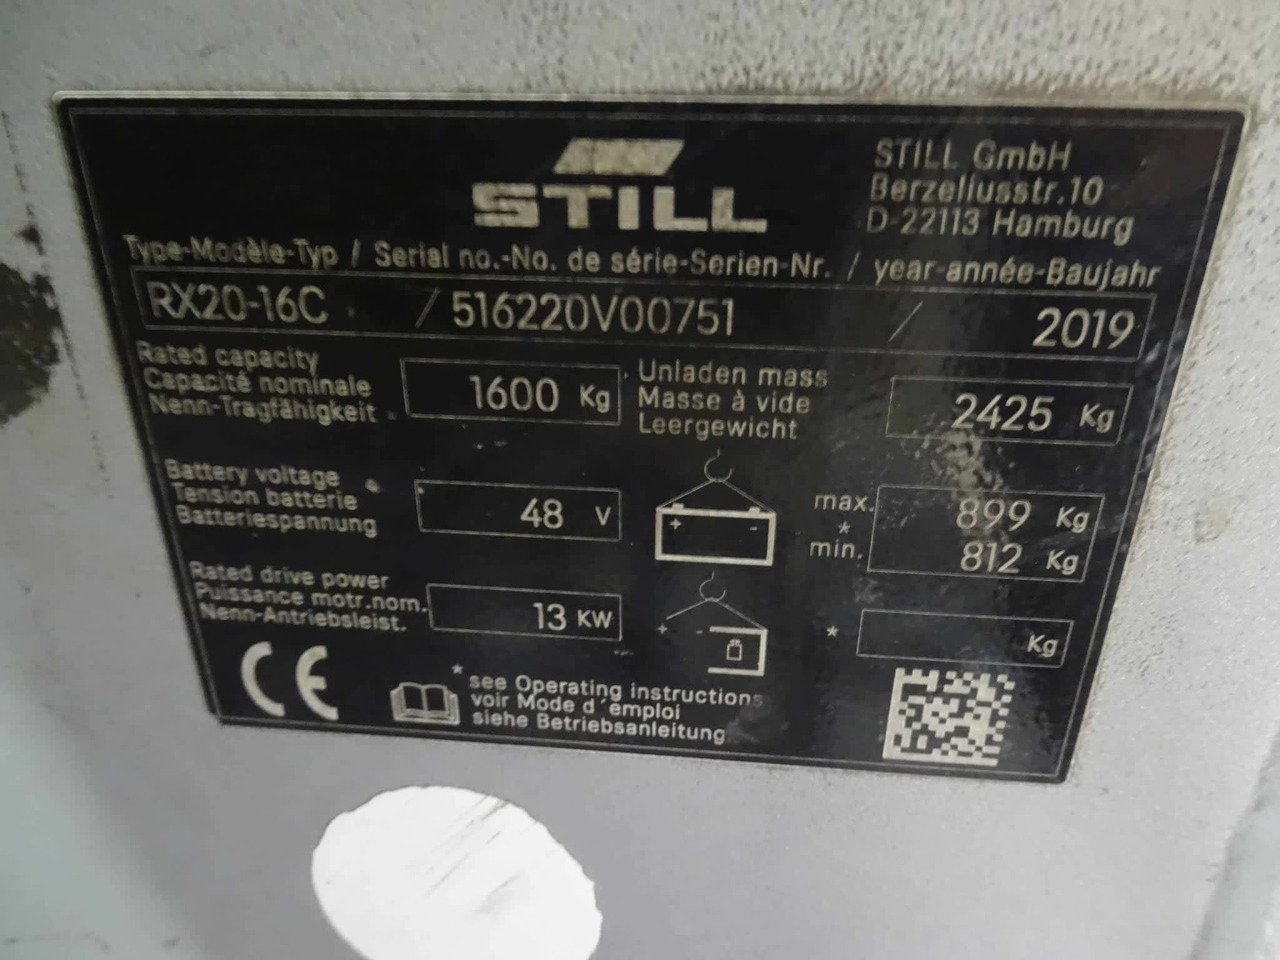 STILL
STILL GmbH
Berzeliusstr.10
D-22113 Hamburg
Type-Modèle-Typ / Serial no.-No. de série-Serien-Nr. / year-année-Baujahr
RX20-16C / 516220V00751 / 2019
Rated capacity
Capacité nominale
Nenn-Tragfähigkeit
1600 Kg
Unladen mass
Masse à vide
Leergewicht
2425 Kg
Battery voltage
Tension batterie
Batteriespannung
48 V
+ -
max. 899 Kg
*
min. 812 Kg
Rated drive power
Puissance motr.nom.
Nenn-Antriebsleist.
13 KW
+ -
* Kg
CE
* see Operating instructions
voir Mode d'emploi
siehe Betriebsanleitung